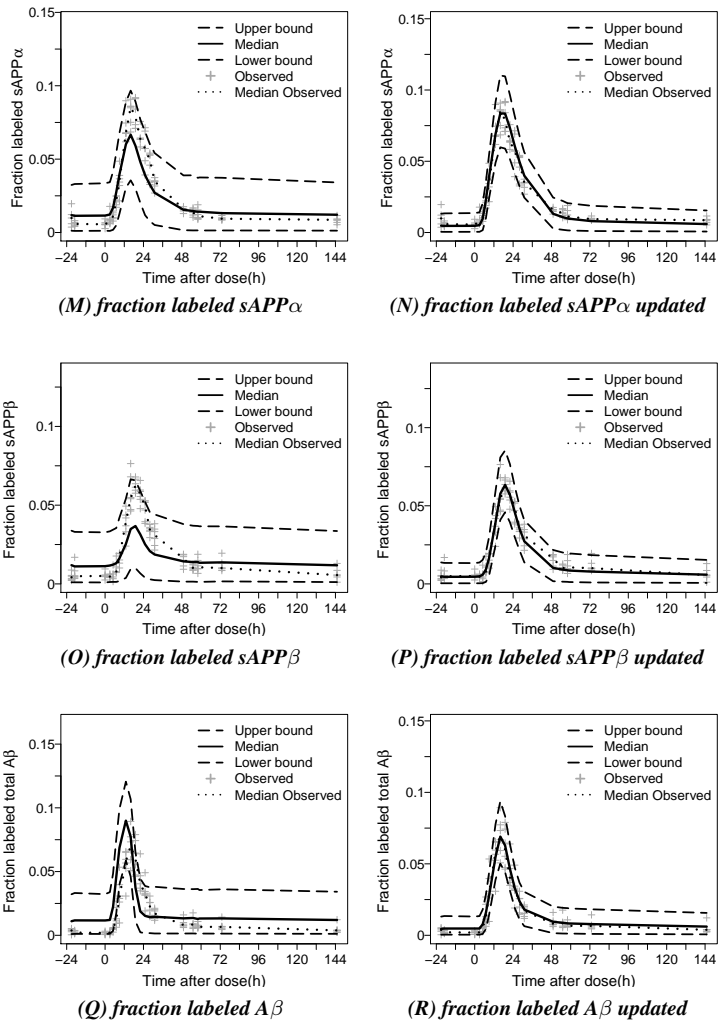 Fraction labeled sAPPα
0.15
0.1
0.05
0
Upper bound
Median
Lower bound
Observed
Median Observed
−24 0 24 48 72 96 120 144
Time after dose(h)
(M) fraction labeled sAPPα
Fraction labeled sAPPα
0.15
0.1
0.05
0
Upper bound
Median
Lower bound
Observed
Median Observed
−24 0 24 48 72 96 120 144
Time after dose(h)
(N) fraction labeled sAPPα updated
Fraction labeled sAPPβ
0.1
0.05
0
Upper bound
Median
Lower bound
Observed
Median Observed
−24 0 24 48 72 96 120 144
Time after dose(h)
(O) fraction labeled sAPPβ
Fraction labeled sAPPβ
0.1
0.05
0
Upper bound
Median
Lower bound
Observed
Median Observed
−24 0 24 48 72 96 120 144
Time after dose(h)
(P) fraction labeled sAPPβ updated
Fraction labeled total Aβ
0.15
0.1
0.05
0
Upper bound
Median
Lower bound
Observed
Median Observed
−24 0 24 48 72 96 120 144
Time after dose(h)
(Q) fraction labeled Aβ
Fraction labeled total Aβ
0.15
0.1
0.05
0
Upper bound
Median
Lower bound
Observed
Median Observed
−24 0 24 48 72 96 120 144
Time after dose(h)
(R) fraction labeled Aβ updated